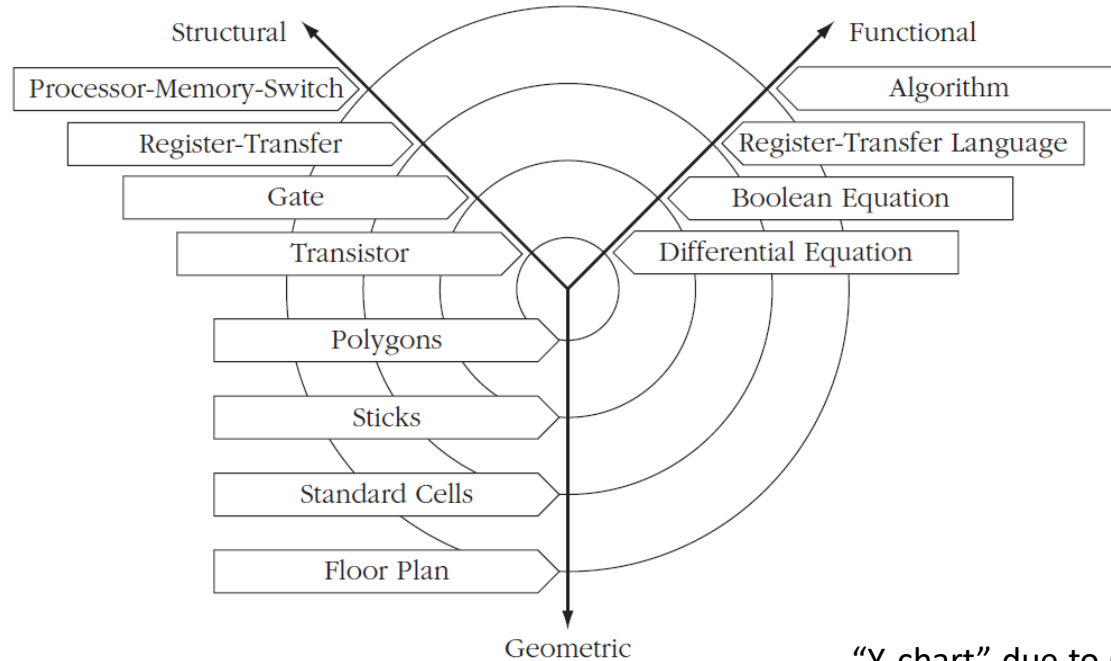 Structural
Functional
Processor-Memory-Switch
Algorithm
Register-Transfer
Register-Transfer Language
Gate
Boolean Equation
Transistor
Differential Equation
Polygons
Sticks
Standard Cells
Floor Plan
Geometric
chart" due to